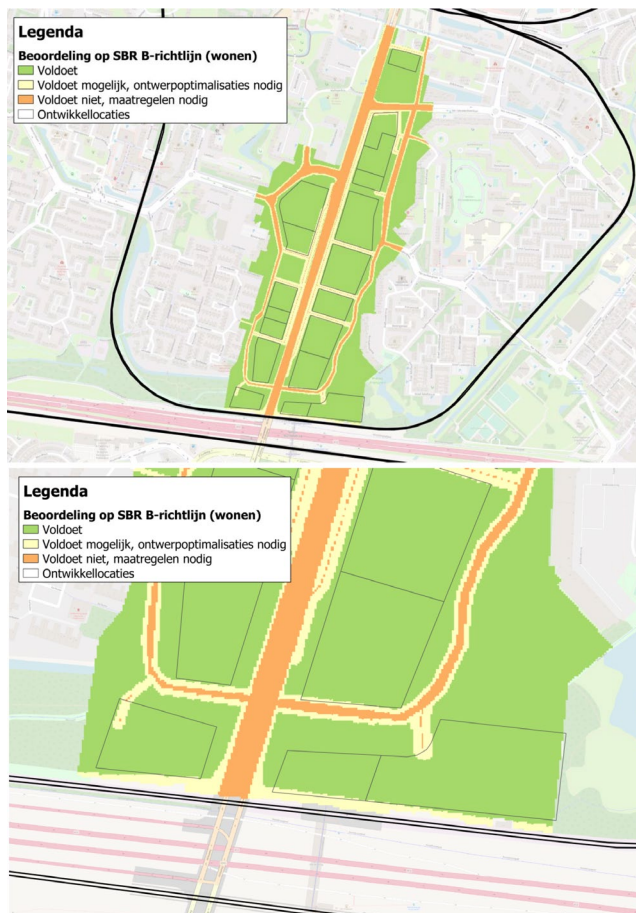 Legenda
Beoordeling op SBR B-richtlijn (wonen)
Voldoet
Voldoet mogelijk, ontwerpoptimalisaties nodig
Voldoet niet, maatregelen nodig
Ontwikkellocaties
Legenda
Beoordeling op SBR B-richtlijn (wonen)
Voldoet
Voldoet mogelijk, ontwerpoptimalisaties nodig
Voldoet niet, maatregelen nodig
Ontwikkellocaties